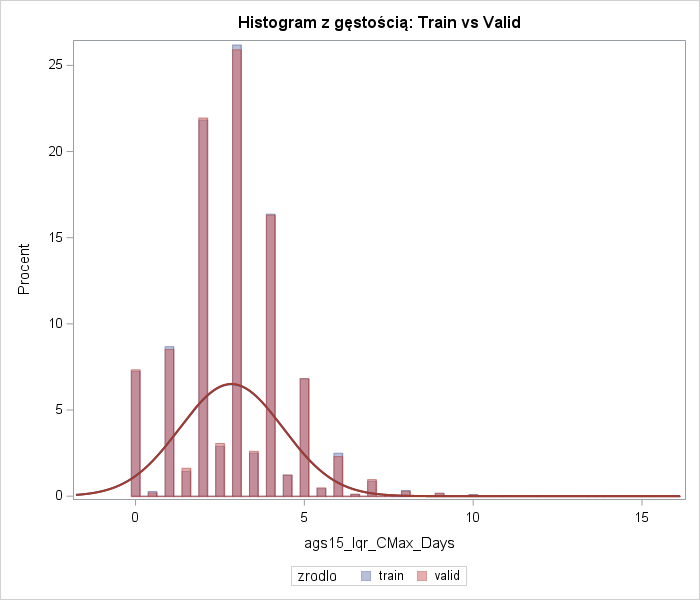 Histogram z gęstością: Train vs Valid
Procent
25
20
15
10
5
0
0 5 10 15
ags15_Iqr_CMax_Days
zrodlo train valid